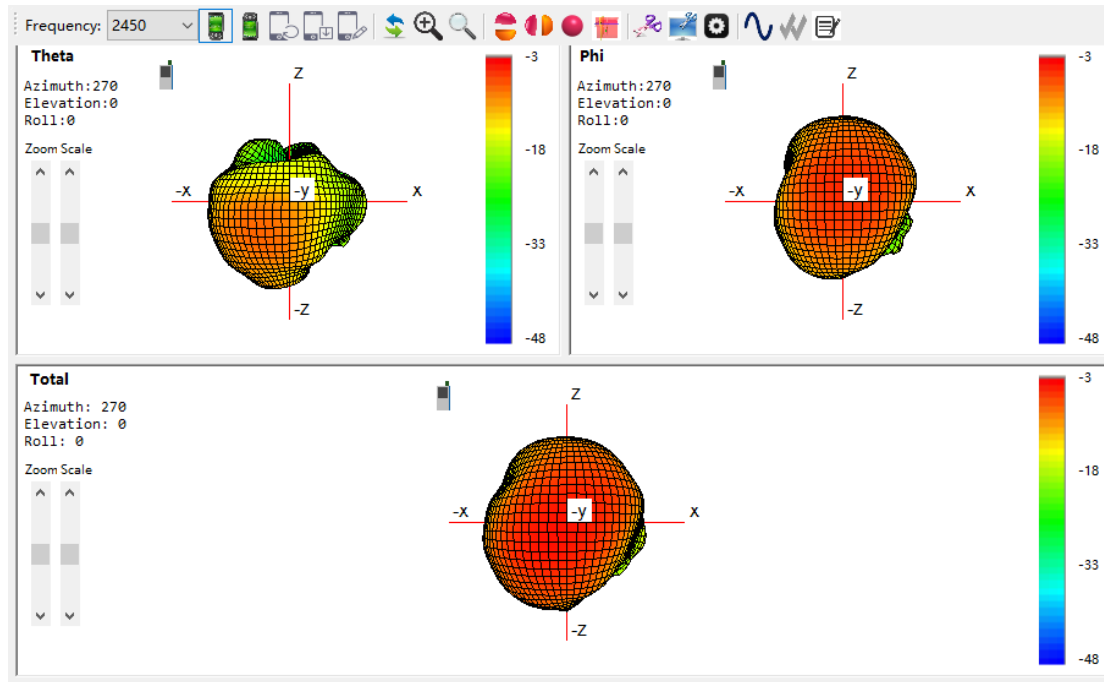 Frequency: 2450
Theta
Azimuth:270
Elevation:0
Roll:0
Zoom Scale
Z
-x
-y
x
-Z
-3
-18
-33
-48
Phi
Azimuth:270
Elevation:0
Roll:0
Zoom Scale
Z
-x
-y
x
-Z
-3
-18
-33
-48
Total
Azimuth: 270
Elevation: 0
Roll: 0
Zoom Scale
Z
-x
-y
x
-Z
-3
-18
-33
-48